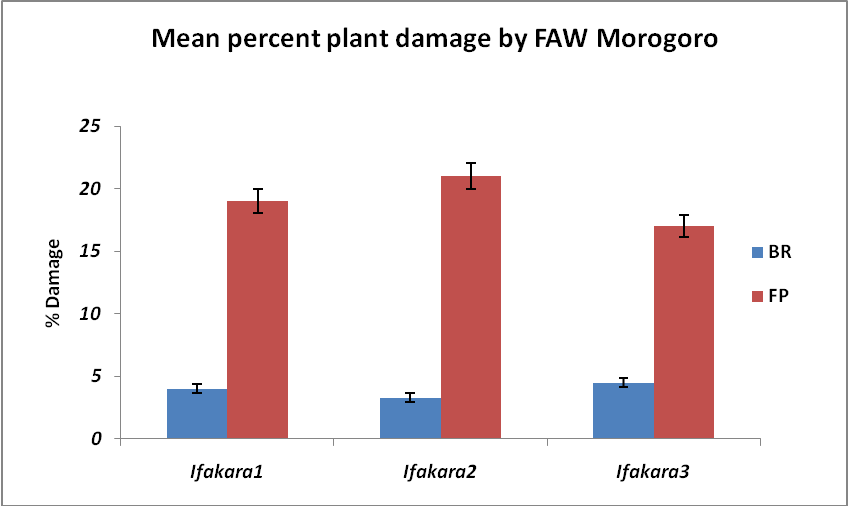 Mean percent plant damage by FAW Morogoro
25
20
15
10
5
0
% Damage
Ifakara1
Ifakara2
Ifakara3
BR
FP